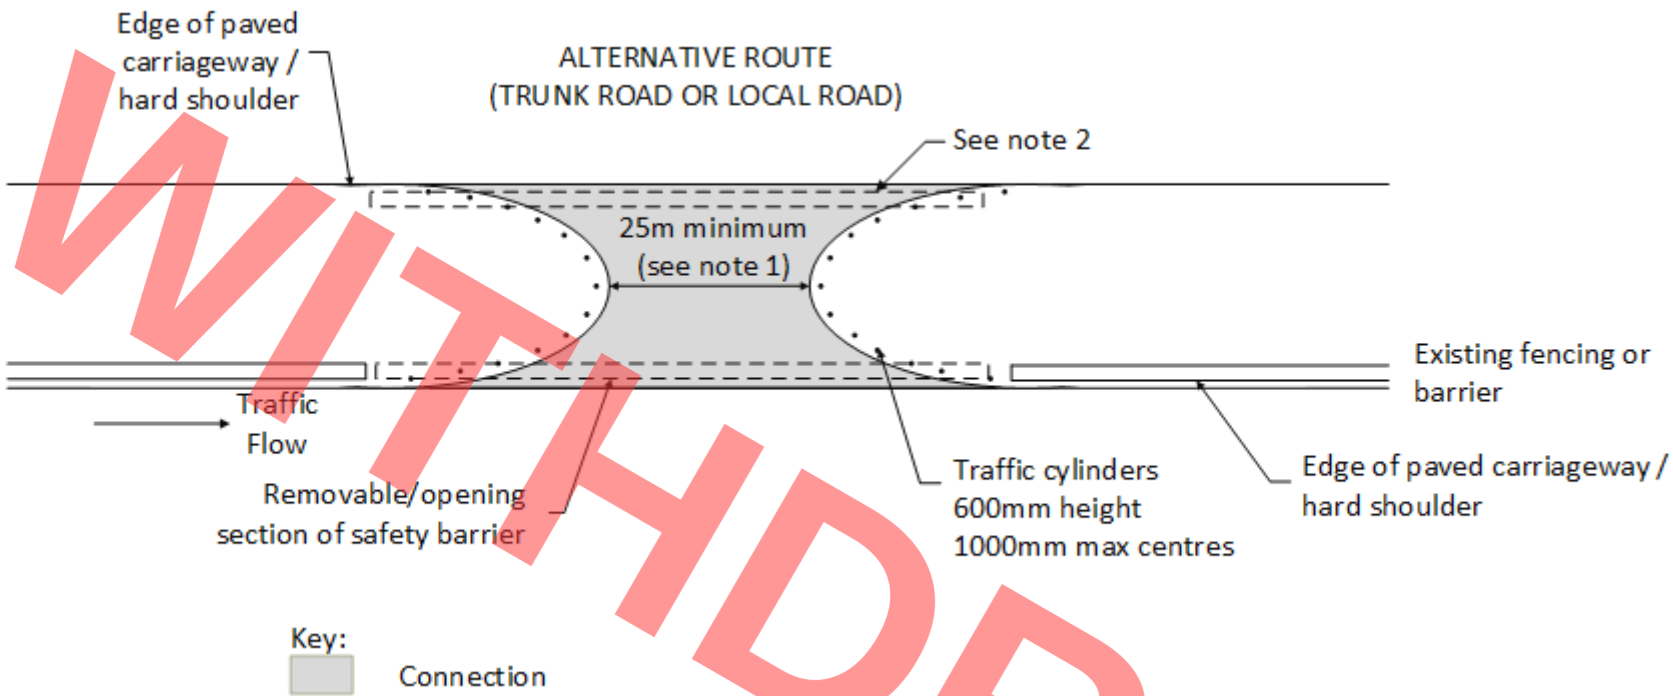 Edge of paved
carriageway /
hard shoulder
ALTERNATIVE ROUTE
(TRUNK ROAD OR LOCAL ROAD)
See note 2
25m minimum
(see note 1)
Existing fencing or
barrier
Traffic
Flow
Removable/opening
section of safety barrier
Traffic cylinders
600mm height
1000mm max centres
Edge of paved carriageway /
hard shoulder
Key:
Connection
WITHDR